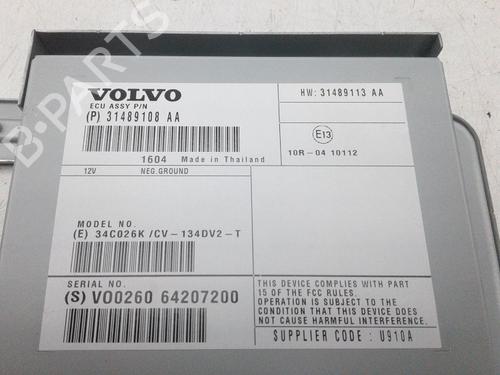 B-PARTS
VOLVO
ECU ASSY P/N
(P) 31489108 AA
1604 Made in Thailand
12V NEG.GROUND
MODEL NO.
(E) 34C026K /CV-134DV2-T
SERIAL NO.
(S) VO0260 64207200
HW: 31489113 AA
E13
10R-04 10112
THIS DEVICE COMPLIES WITH PART
15 OF THE FCC RULES.
OPERATION IS SUBJECT TO THE
CONDITION THAT THIS DEVICE DOES
NOT CAUSE HARMFUL INTERFERENCE.
SUPPLIER CODE : U910A